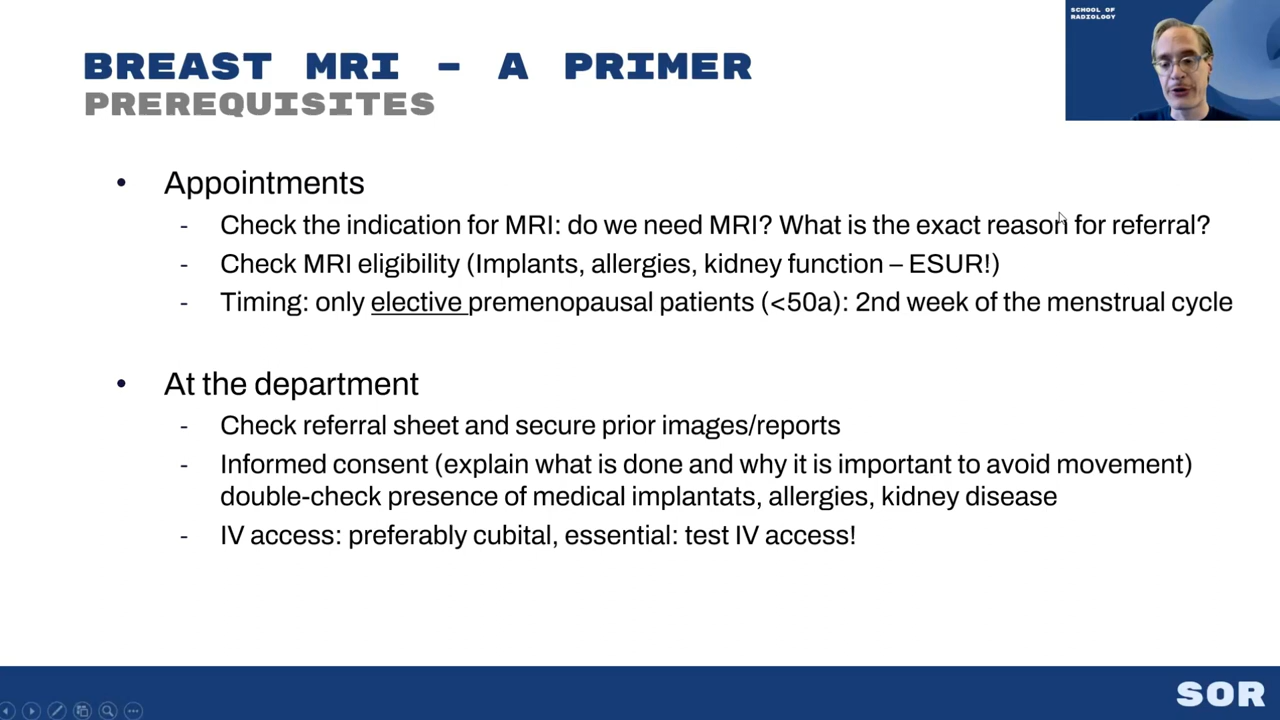 SCHOOL OF
RADIOLOGY
BREAST MRI – A PRIMER
PREREQUISITES
• Appointments
- Check the indication for MRI: do we need MRI? What is the exact reason for referral?
- Check MRI eligibility (Implants, allergies, kidney function – ESUR!)
- Timing: only elective premenopausal patients (<50a): 2nd week of the menstrual cycle
• At the department
- Check referral sheet and secure prior images/reports
- Informed consent (explain what is done and why it is important to avoid movement)
double-check presence of medical implantats, allergies, kidney disease
- IV access: preferably cubital, essential: test IV access!
SOR